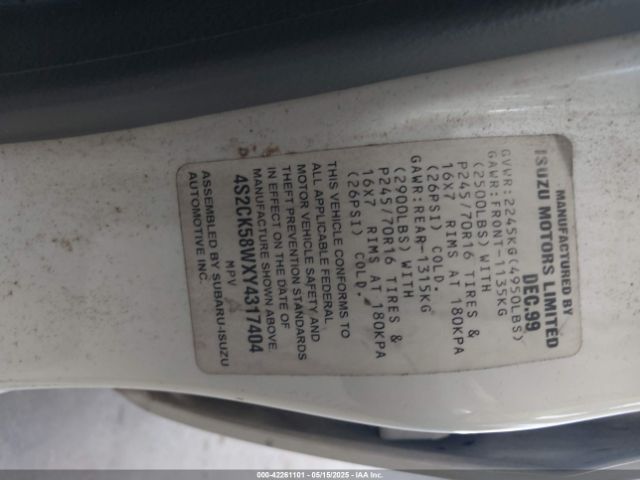 MANUFACTURED BY
ISUZU MOTORS LIMITED
DEC.99
GVWR:2245KG(4950LBS)
GAWR:FRONT-1135KG
(2500LBS)WITH
P245/70R16 TIRES &
16X7 RIMS AT 180KPA
(26PSI) COLD.
GAWR:REAR-1315KG
(2900LBS) WITH
P245/70R16 TIRES &
16X7 RIMS AT 180KPA
(26PSI) COLD.
THIS VEHICLE CONFORMS TO
ALL APPLICABLE FEDERAL
MOTOR VEHICLE SAFETY AND
THEFT PREVENTION STANDARDS
IN EFFECT ON THE DATE OF
MANUFACTURE SHOWN ABOVE
4S2CK58WXY4317404
MPV
ASSEMBLED BY SUBARU-ISUZU
AUTOMOTIVE INC.
000-42261101 - 05/15/2025 - IAAI.COM